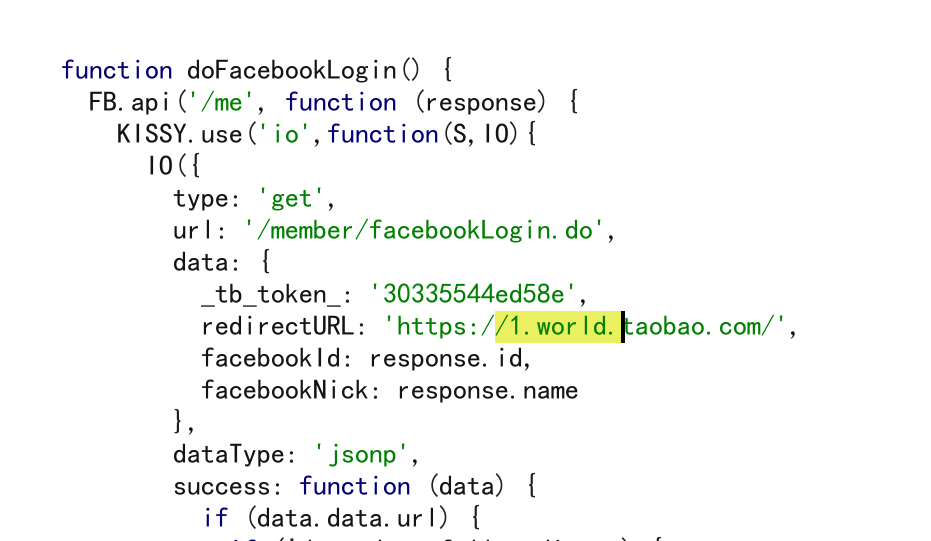 function doFacebookLogin() {
FB.api('/me', function (response) {
KISSY.use('io',function(S,IO){
IO({
type: 'get',
url: '/member/facebookLogin.do',
data: {
_tb_token_: '30335544ed58e',
redirectURL: 'https://1.world.taobao.com/',
facebookId: response.id,
facebookNick: response.name
},
dataType: 'jsonp',
success: function (data) {
if (data.data.url) {